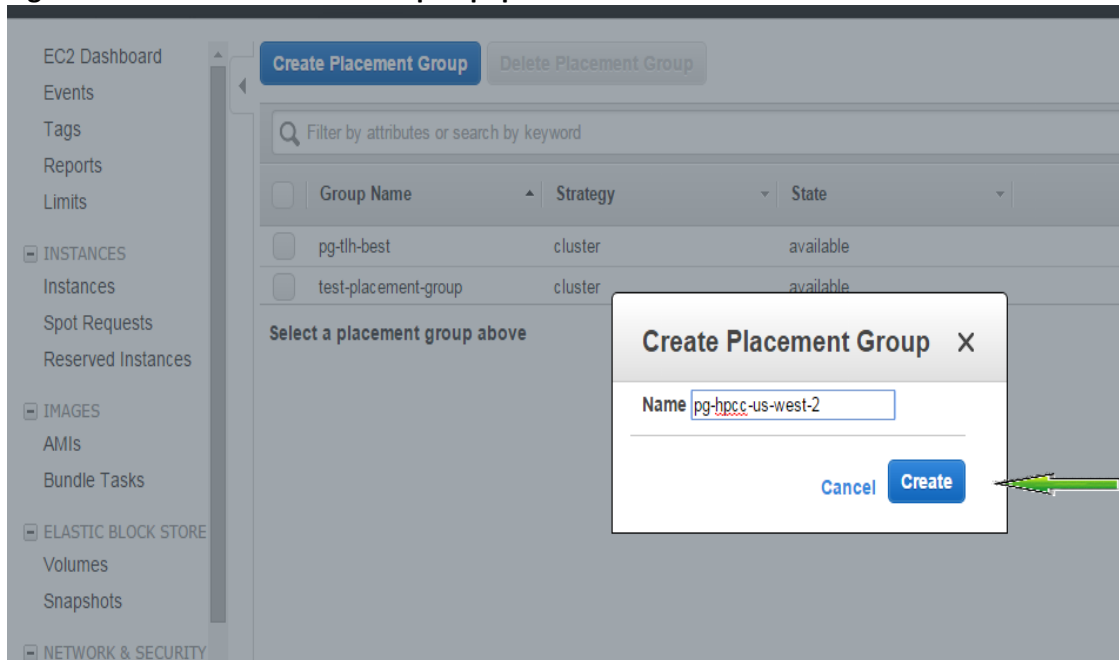 EC2 Dashboard
Events
Tags
Reports
Limits
INSTANCES
Instances
Spot Requests
Reserved Instances
IMAGES
AMIs
Bundle Tasks
ELASTIC BLOCK STORE
Volumes
Snapshots
NETWORK & SECURITY
Create Placement Group Delete Placement Group
Filter by attributes or search by keyword
Group Name Strategy State
pg-tlh-best cluster available
test-placement-group cluster available
Select a placement group above
Create Placement Group X
Name pg-hpcc-us-west-2
Cancel Create